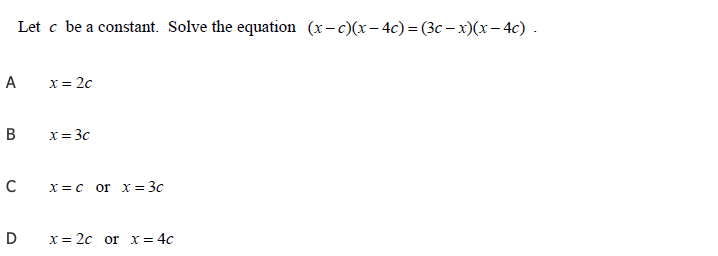 Let c be a constant. Solve the equation (x – c)(x – 4c) = (3c – x)(x – 4c) .
A x = 2c
B x = 3c
C x = c or x = 3c
D x = 2c or x = 4c